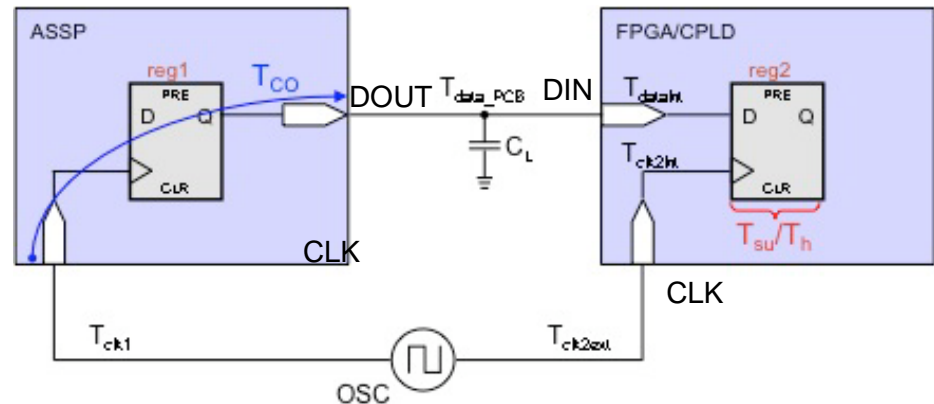 ASSP
FPGA/CPLD
reg1
TCO
PRE
D Q
CLR
DOUT
Tdata_PCB
DIN
CL
Tdataint
reg2
PRE
D Q
Tclk2int
CLR
Tsu/Th
CLK
CLK
Tclk1
Tclk2ext
OSC